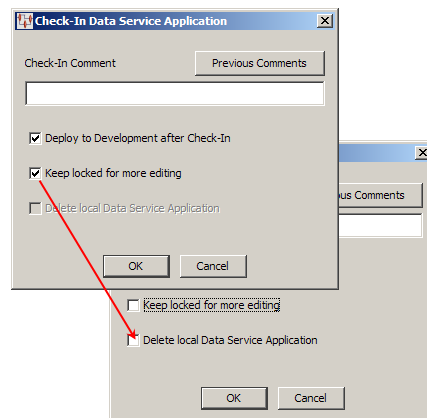 Check-In Data Service Application
Check-In Comment
Previous Comments
Deploy to Development after Check-In
Keep locked for more editing
Delete local Data Service Application
OK
Cancel
Comments
Keep locked for more editing
Delete local Data Service Application
OK
Cancel